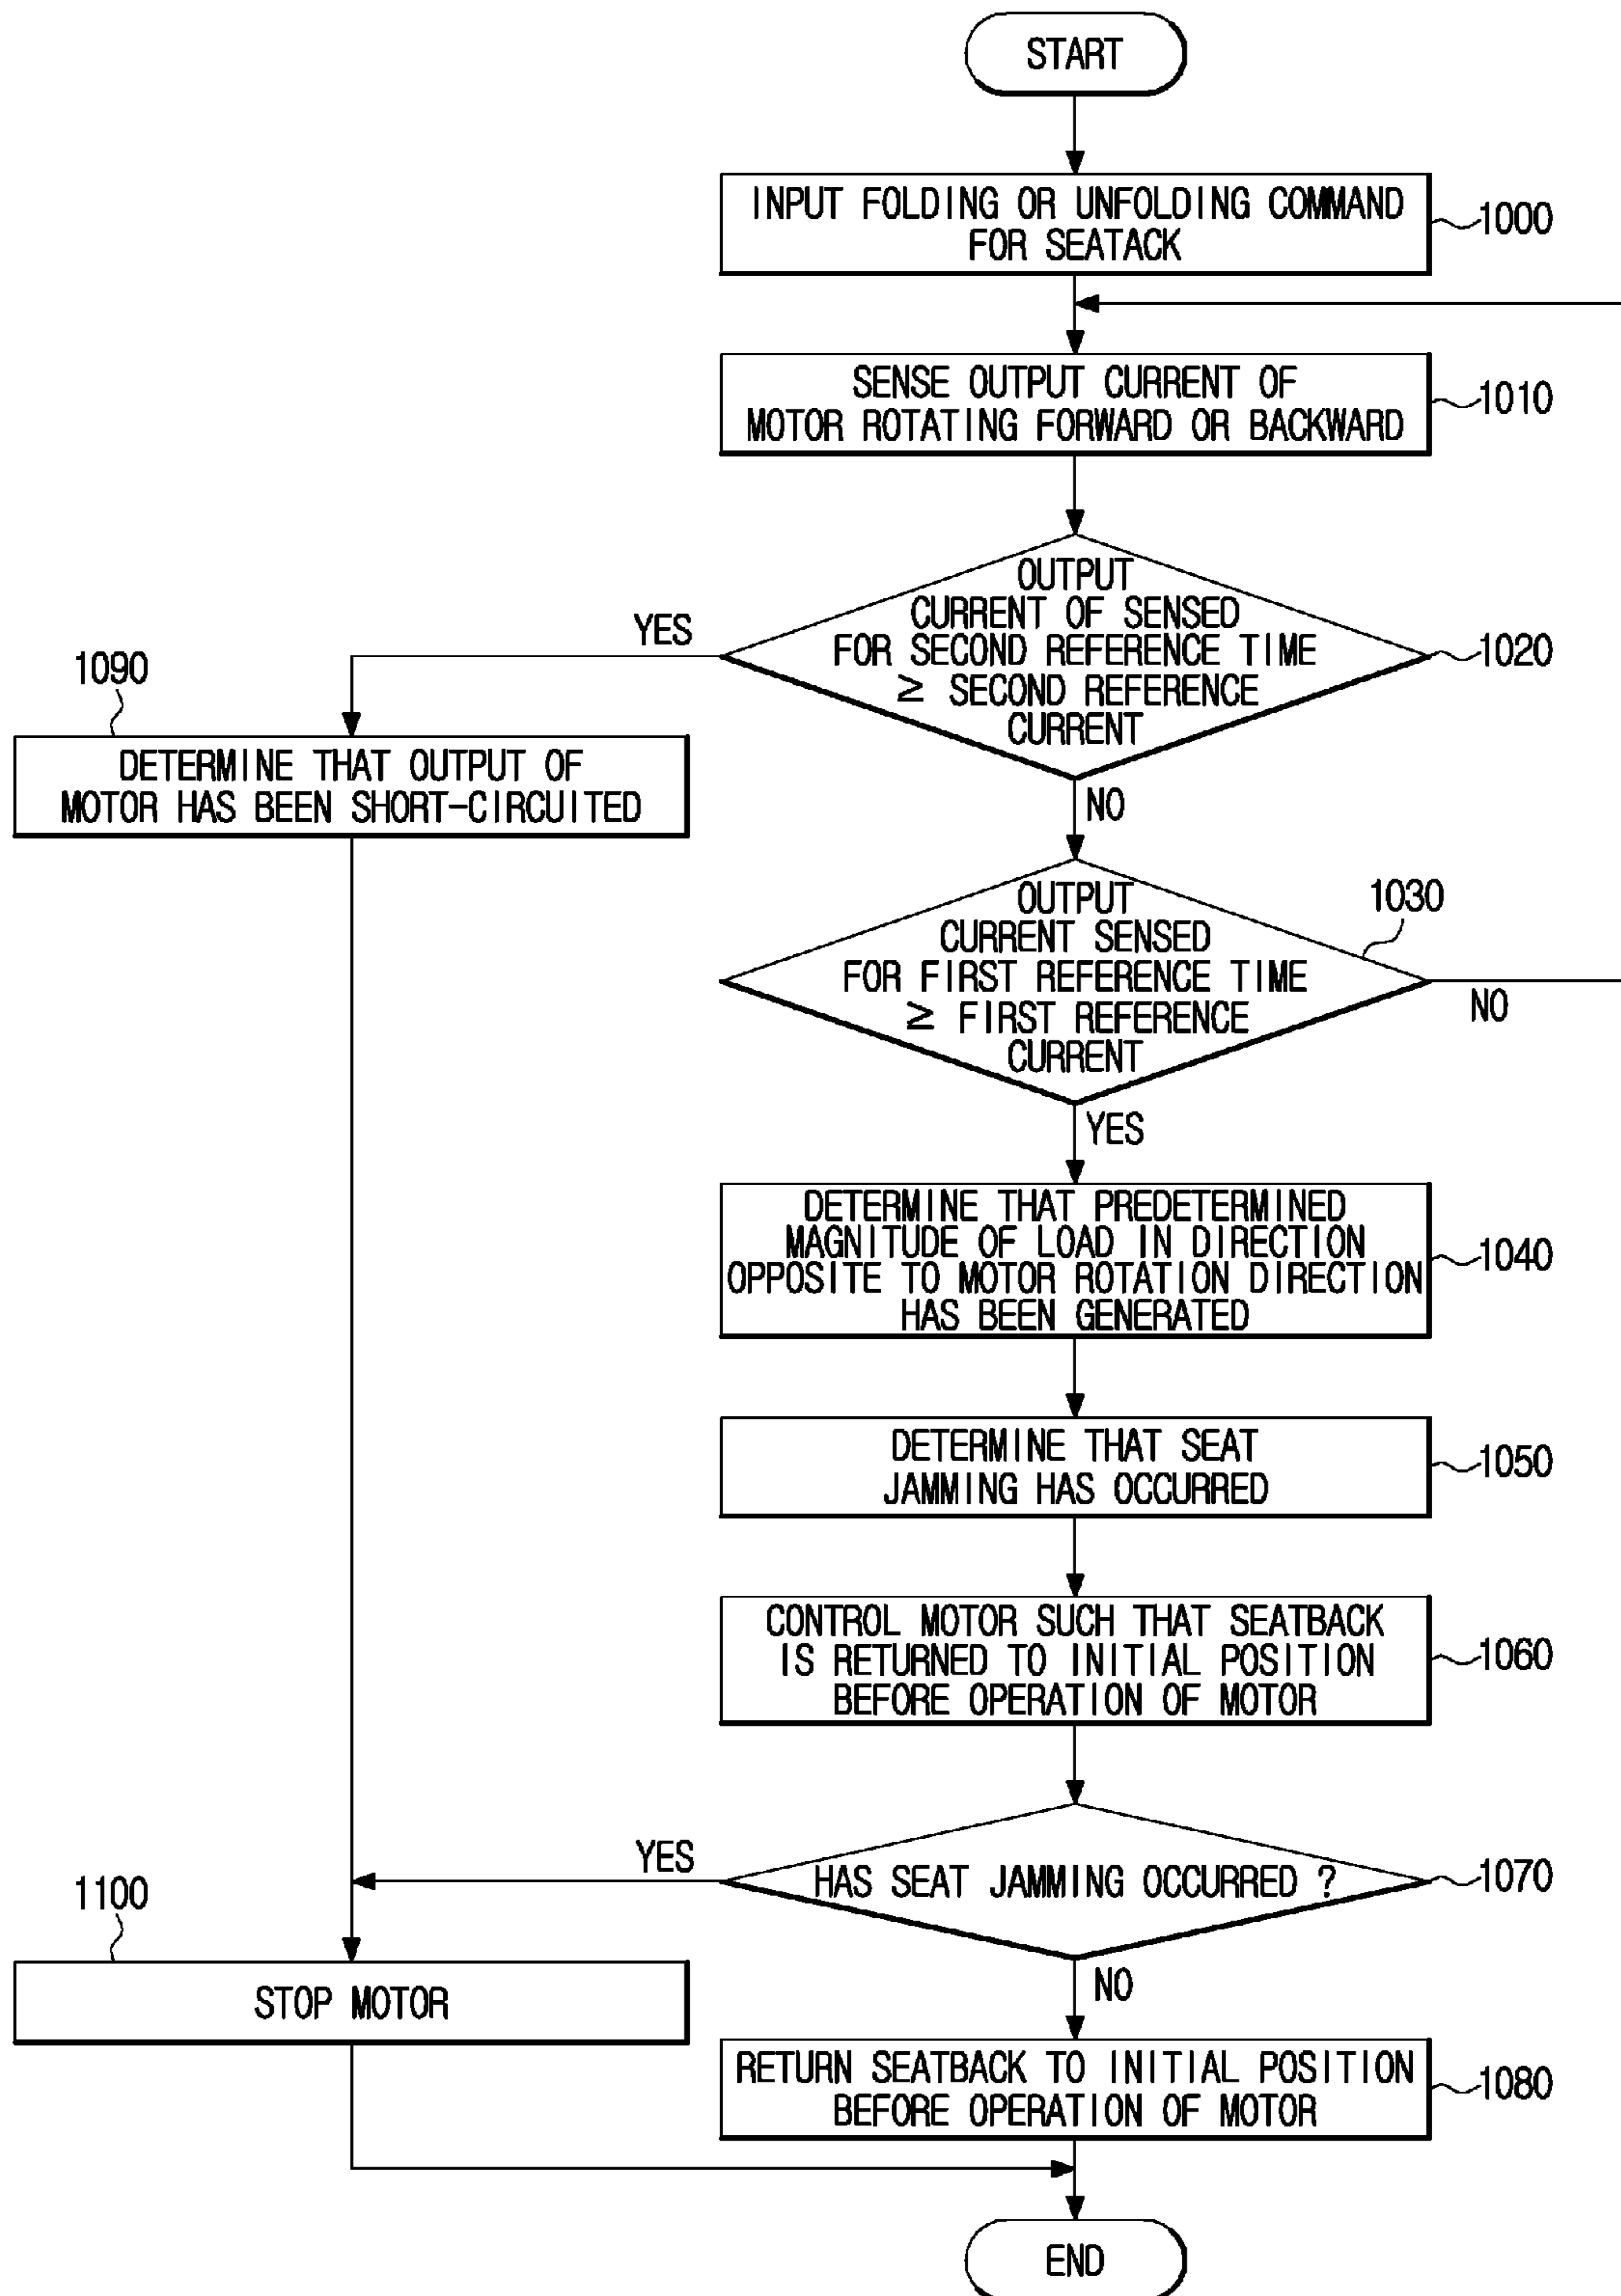 START
INPUT FOLDING OR UNFOLDING COMMAND
FOR SEATACK
1000
SENSE OUTPUT CURRENT OF
MOTOR ROTATING FORWARD OR BACKWARD
1010
OUTPUT
CURRENT OF SENSED
FOR SECOND REFERENCE TIME
≥ SECOND REFERENCE
CURRENT
1020
YES
1090
DETERMINE THAT OUTPUT OF
MOTOR HAS BEEN SHORT-CIRCUITED
NO
OUTPUT
CURRENT SENSED
FOR FIRST REFERENCE TIME
≥ FIRST REFERENCE
CURRENT
1030
NO
YES
DETERMINE THAT PREDETERMINED
MAGNITUDE OF LOAD IN DIRECTION
OPPOSITE TO MOTOR ROTATION DIRECTION
HAS BEEN GENERATED
1040
DETERMINE THAT SEAT
JAMMING HAS OCCURRED
1050
CONTROL MOTOR SUCH THAT SEATBACK
IS RETURNED TO INITIAL POSITION
BEFORE OPERATION OF MOTOR
1060
HAS SEAT JAMMING OCCURRED ?
1070
YES
1100
STOP MOTOR
NO
RETURN SEATBACK TO INITIAL POSITION
BEFORE OPERATION OF MOTOR
1080
END